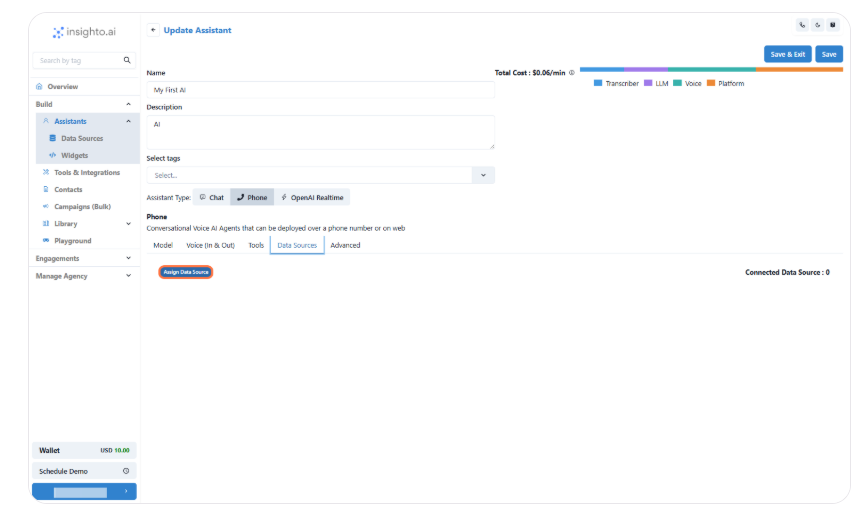 insighto.ai
Update Assistant
Save & Exit
Save
Search by tag
Name
Total Cost : $0.06/min
My First AI
Transcriber
LLM
Voice
Platform
Overview
Build
Description
Assistants
AI
Data Sources
Widgets
Select tags
Tools & Integrations
Select...
Contacts
Assistant Type:
Chat
Phone
OpenAI Realtime
Campaigns (Bulk)
Library
Phone
Conversational Voice AI Agents that can be deployed over a phone number or on web
Playground
Model
Voice (In & Out)
Tools
Data Sources
Advanced
Engagements
Manage Agency
Assign Data Source
Connected Data Source : 0
Wallet
USD 10.00
Schedule Demo